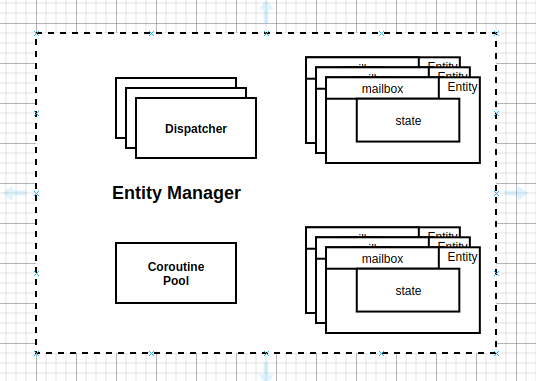 Entity
Entity
mailbox
Entity
state
Dispatcher
Entity Manager
Entity
Entity
mailbox
Entity
state
Coroutine
Pool